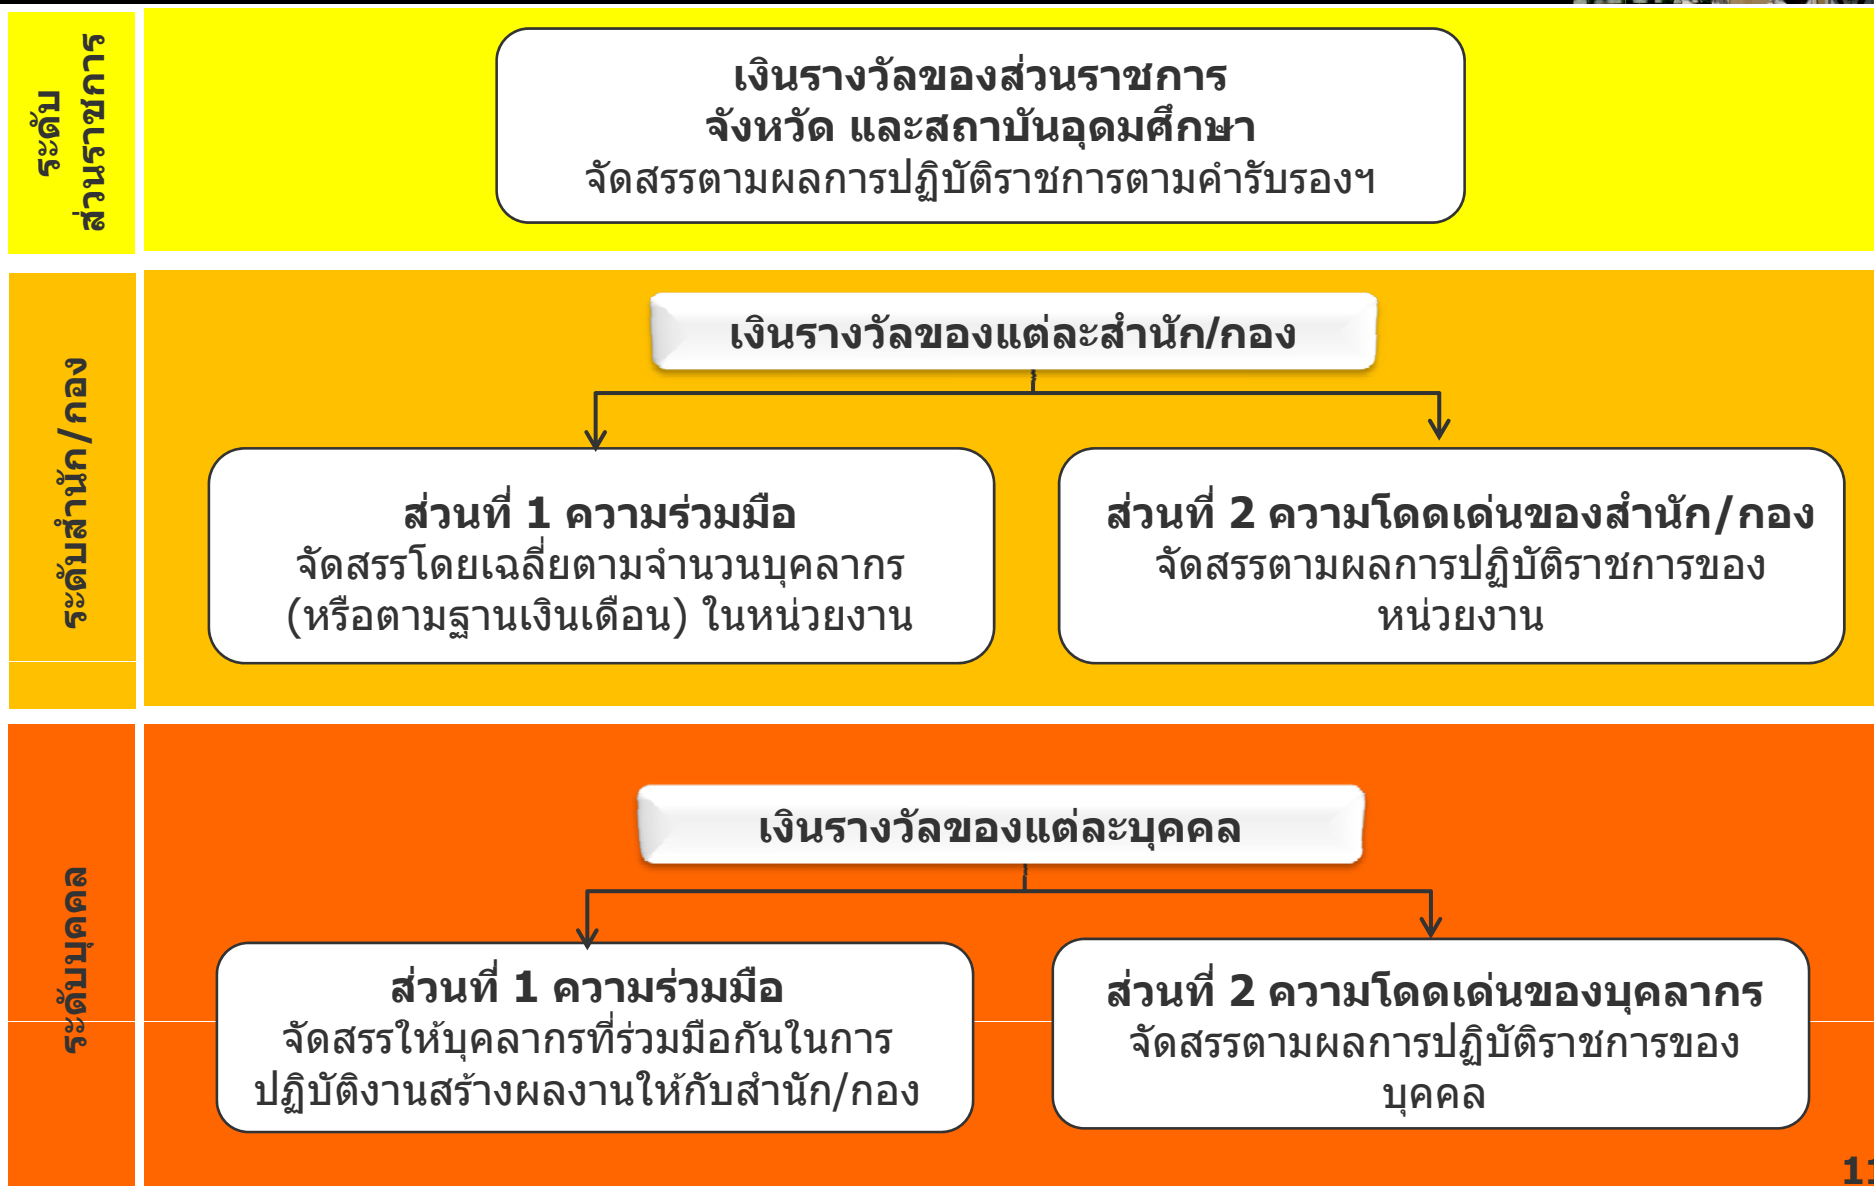 ระดับ
ส่วนราชการ
เงินรางวัลของส่วนราชการ
จังหวัด และสถาบันอุดมศึกษา
จัดสรรตามผลการปฏิบัติราชการตามคำรับรองฯ
ระดับสำนัก/กอง
เงินรางวัลของแต่ละสำนัก/กอง
ส่วนที่ 1 ความร่วมมือ
จัดสรรโดยเฉลี่ยตามจำนวนบุคลากร
(หรือตามฐานเงินเดือน) ในหน่วยงาน
ส่วนที่ 2 ความโดดเด่นของสำนัก/กอง
จัดสรรตามผลการปฏิบัติราชการของ
หน่วยงาน
ระดับบุคคล
เงินรางวัลของแต่ละบุคคล
ส่วนที่ 1 ความร่วมมือ
จัดสรรให้บุคลากรที่ร่วมมือกันในการ
ปฏิบัติงานสร้างผลงานให้กับสำนัก/กอง
ส่วนที่ 2 ความโดดเด่นของบุคลากร
จัดสรรตามผลการปฏิบัติราชการของ
บุคคล